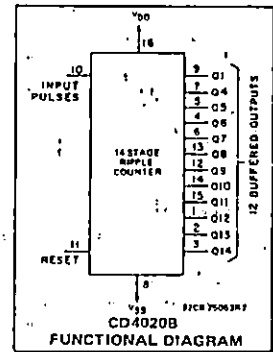 VDD
16
10
INPUT
PULSES
14 STAGE
RIPPLE
COUNTER
11
RESET
8
VSS
9 Q1
7 Q4
5 Q5
4 Q6
6 Q7
13 Q8
12 Q9
14 Q10
15 Q11
1 Q12
2 Q13
3 Q14
12 BUFFERED OUTPUTS
CD4020B
FUNCTIONAL DIAGRAM